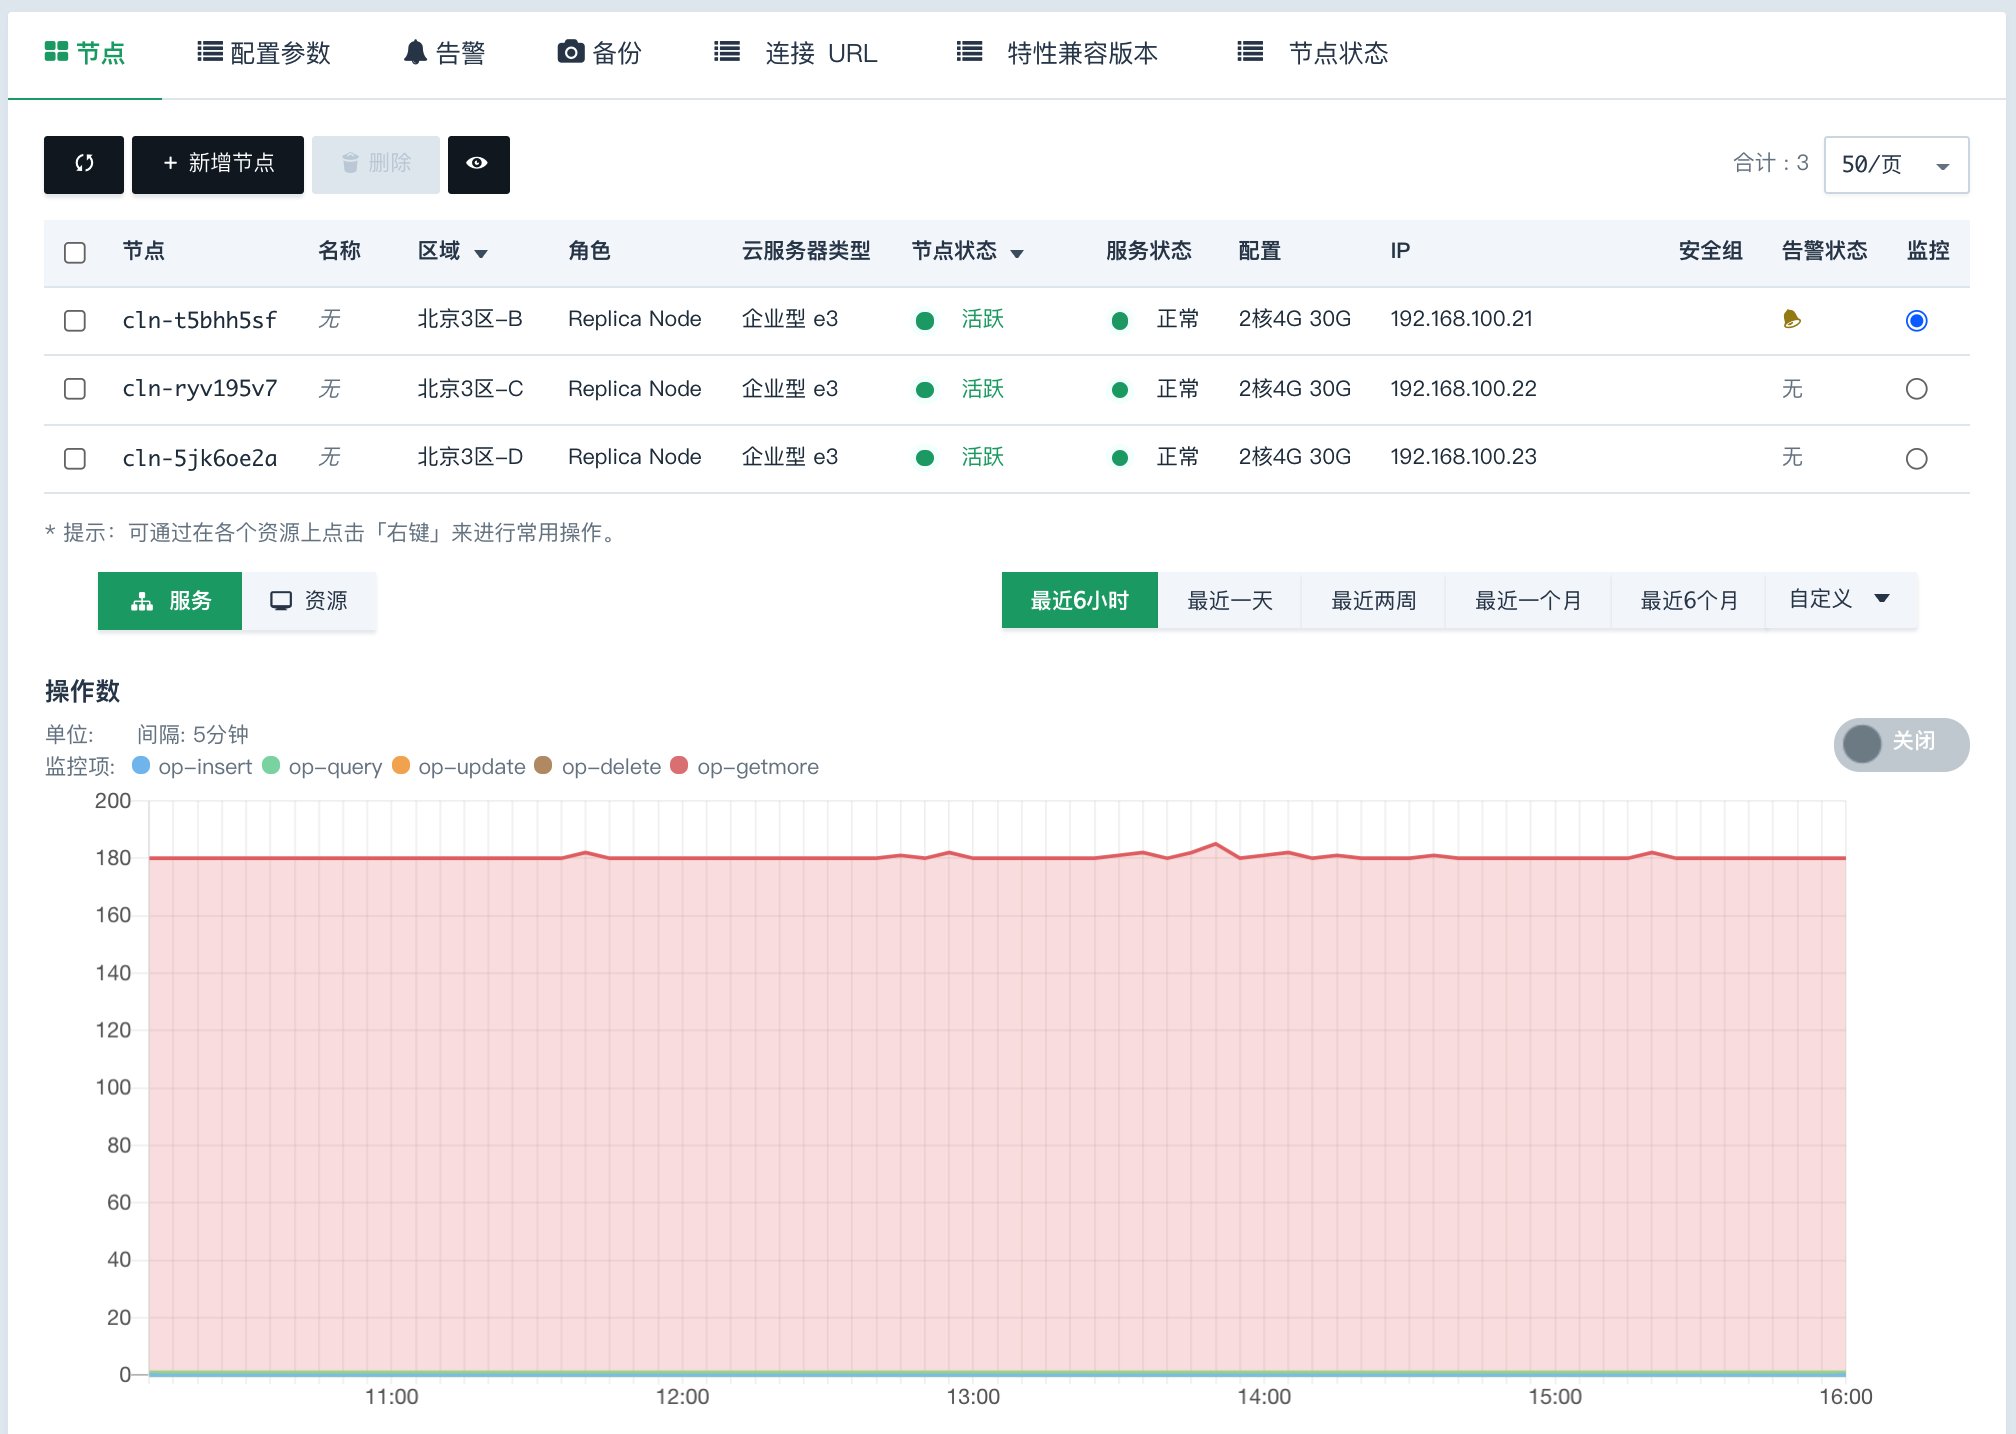 节点 配置参数 告警 备份 连接 URL 特性兼容版本 节点状态
+ 新增节点 删除 合计：3 50/页
节点 名称 区域 角色 云服务器类型 节点状态 服务状态 配置 IP 安全组 告警状态 监控
cln-t5bhh5sf 无 北京3区-B Replica Node 企业型 e3 活跃 正常 2核4G 30G 192.168.100.21
cln-ryv195v7 无 北京3区-C Replica Node 企业型 e3 活跃 正常 2核4G 30G 192.168.100.22 无
cln-5jk6oe2a 无 北京3区-D Replica Node 企业型 e3 活跃 正常 2核4G 30G 192.168.100.23 无
* 提示：可通过在各个资源上点击「右键」来进行常用操作。
服务 资源 最近6小时 最近一天 最近两周 最近一个月 最近6个月 自定义
操作数
单位: 间隔: 5分钟
关闭
监控项: op-insert op-query op-update op-delete op-getmore
200
180
160
140
120
100
80
60
40
20
0
11:00 12:00 13:00 14:00 15:00 16:00